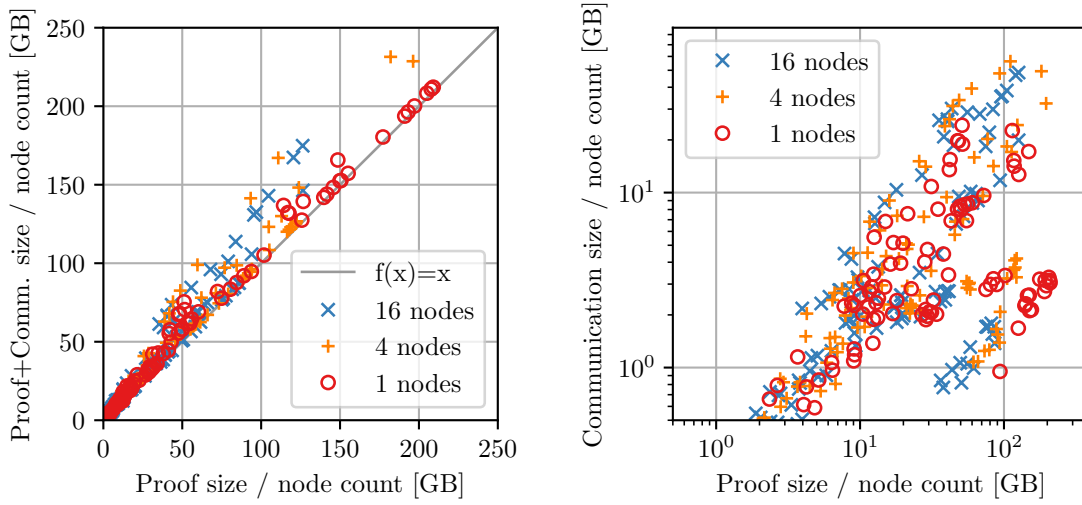 Proof+Comm. size / node count [GB]
250
200
150
100
50
0
f(x)=x
16 nodes
4 nodes
1 nodes
0 50 100 150 200 250
Proof size / node count [GB]
Communication size / node count [GB]
10¹
10⁰
16 nodes
4 nodes
1 nodes
10⁰ 10¹ 10²
Proof size / node count [GB]